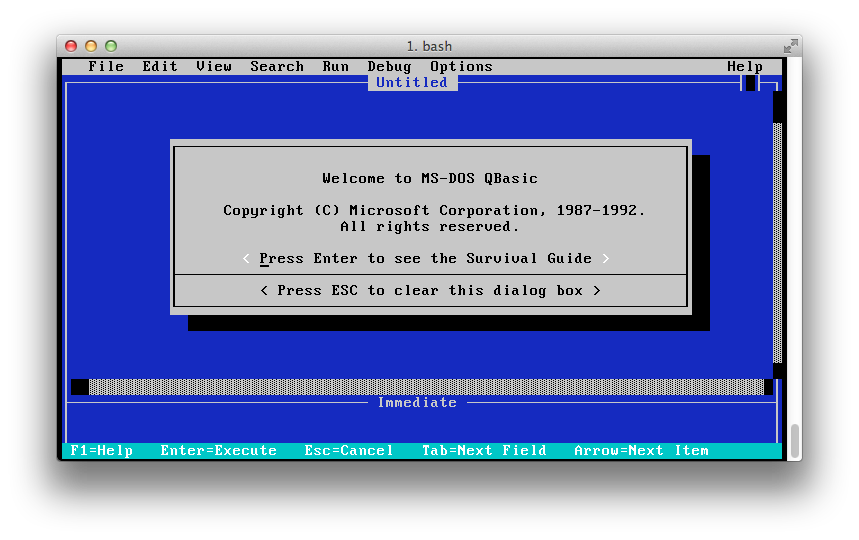 1. bash
File Edit View Search Run Debug Options Help
Untitled
Welcome to MS-DOS QBasic
Copyright (C) Microsoft Corporation, 1987-1992.
All rights reserved.
< Press Enter to see the Survival Guide >
< Press ESC to clear this dialog box >
Immediate
F1=Help Enter=Execute Esc=Cancel Tab=Next Field Arrow=Next Item